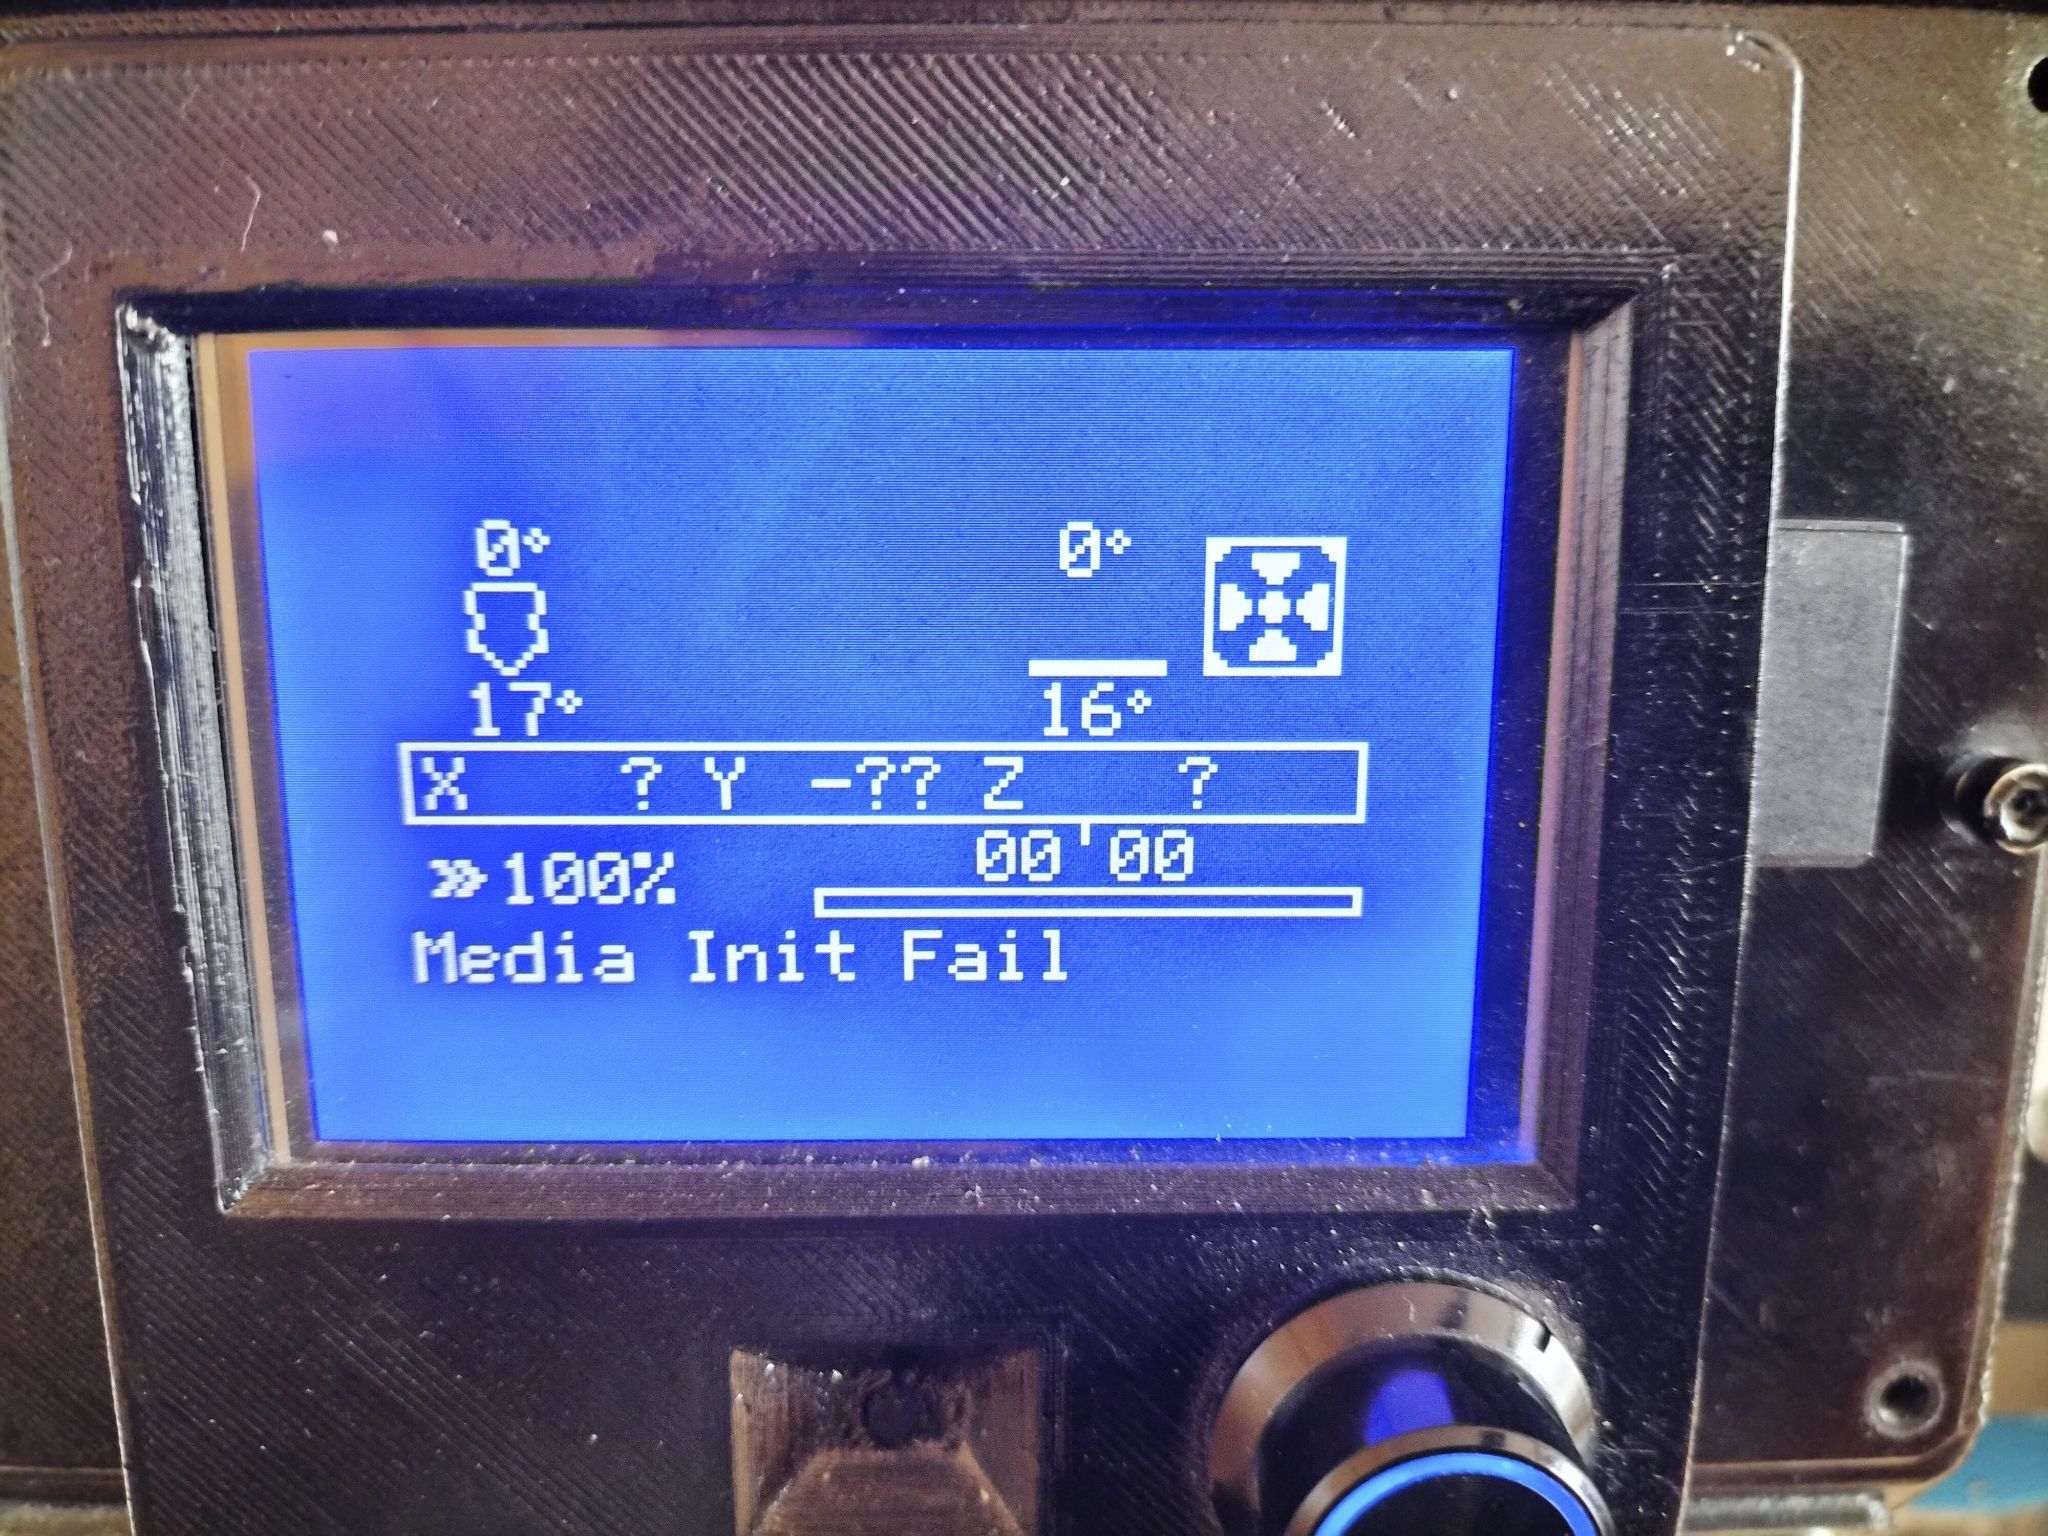 0° 0°
17° 16°
X ? Y -?? Z ?
00'00
»100%
Media Init Fail